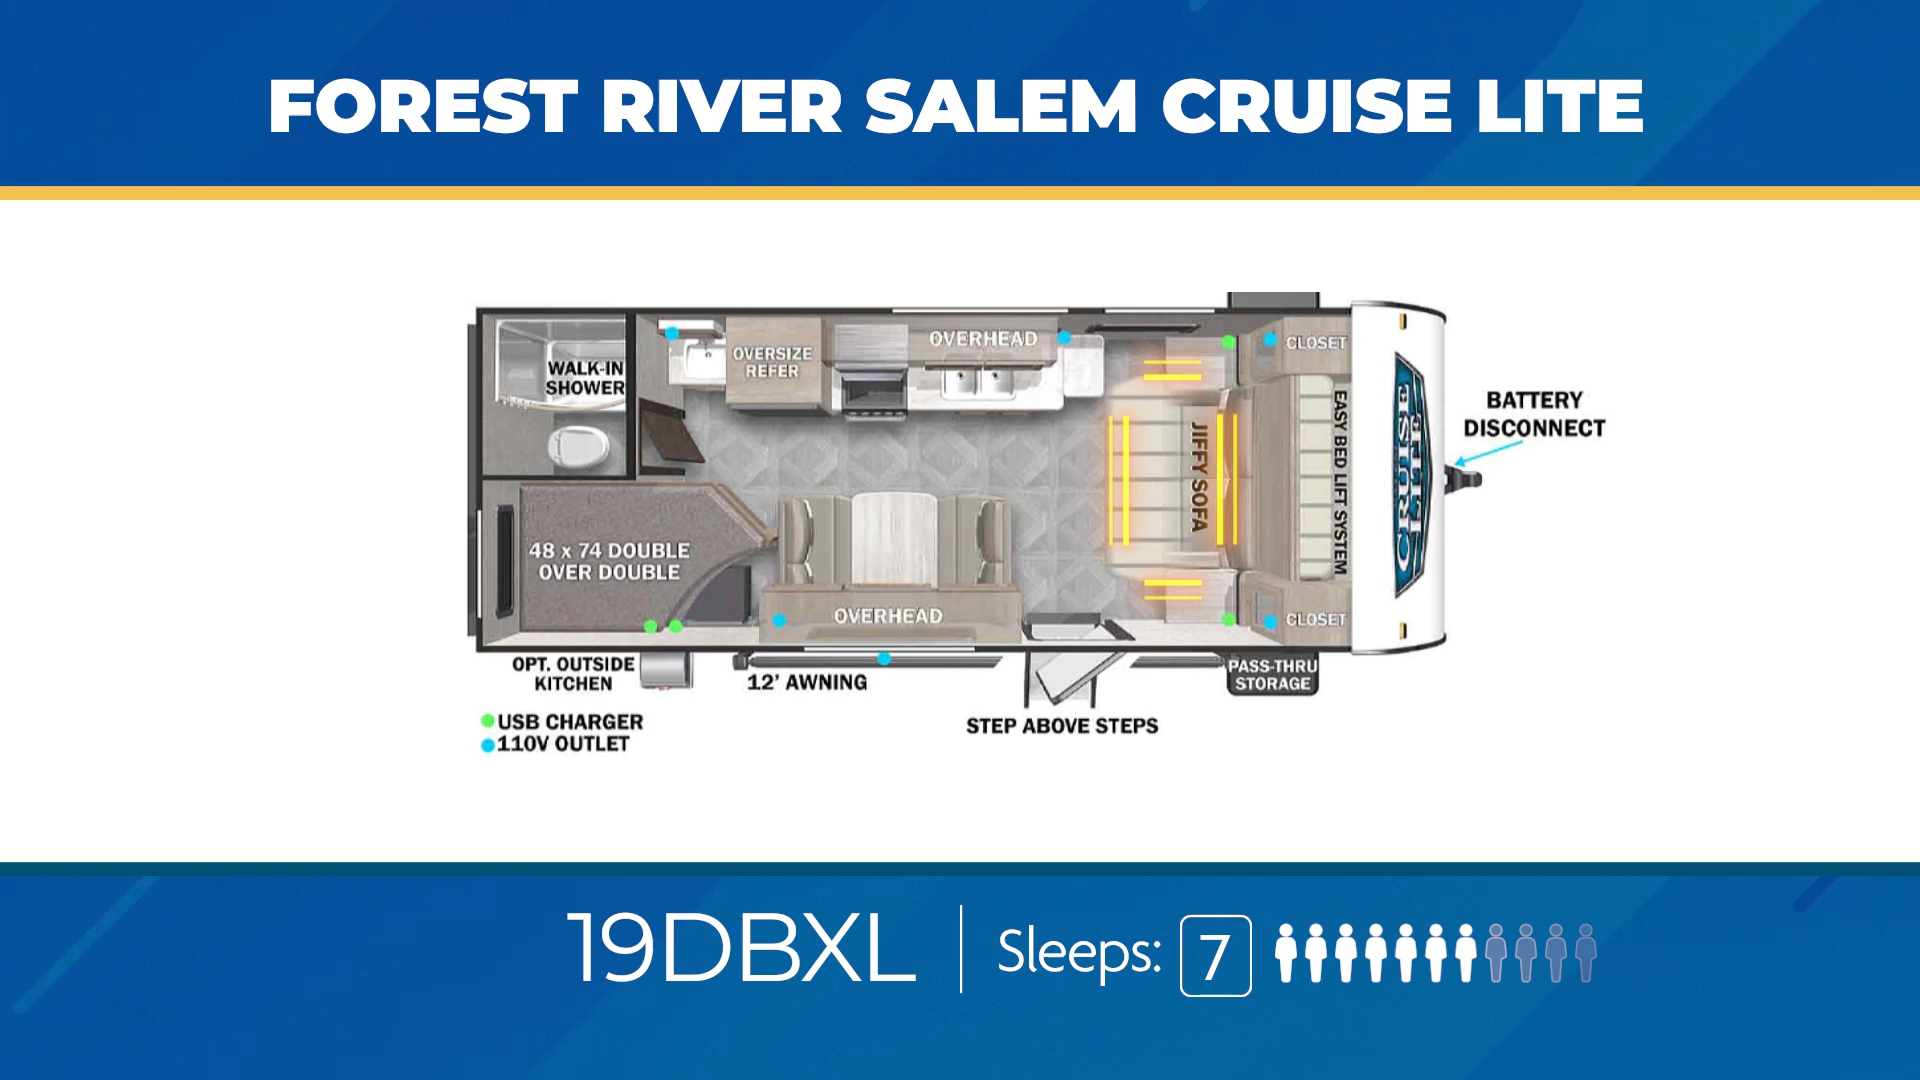 FOREST RIVER SALEM CRUISE LITE
WALK-IN
SHOWER
OVERSIZE
REFER
OVERHEAD
CLOSET
JIFFY SOFA
EASY BED LIFT SYSTEM
CRUISE
LITE
BATTERY
DISCONNECT
48 x 74 DOUBLE
OVER DOUBLE
OVERHEAD
CLOSET
OPT. OUTSIDE
KITCHEN
12' AWNING
PASS-THRU
STORAGE
STEP ABOVE STEPS
USB CHARGER
110V OUTLET
19DBXL
Sleeps: 7